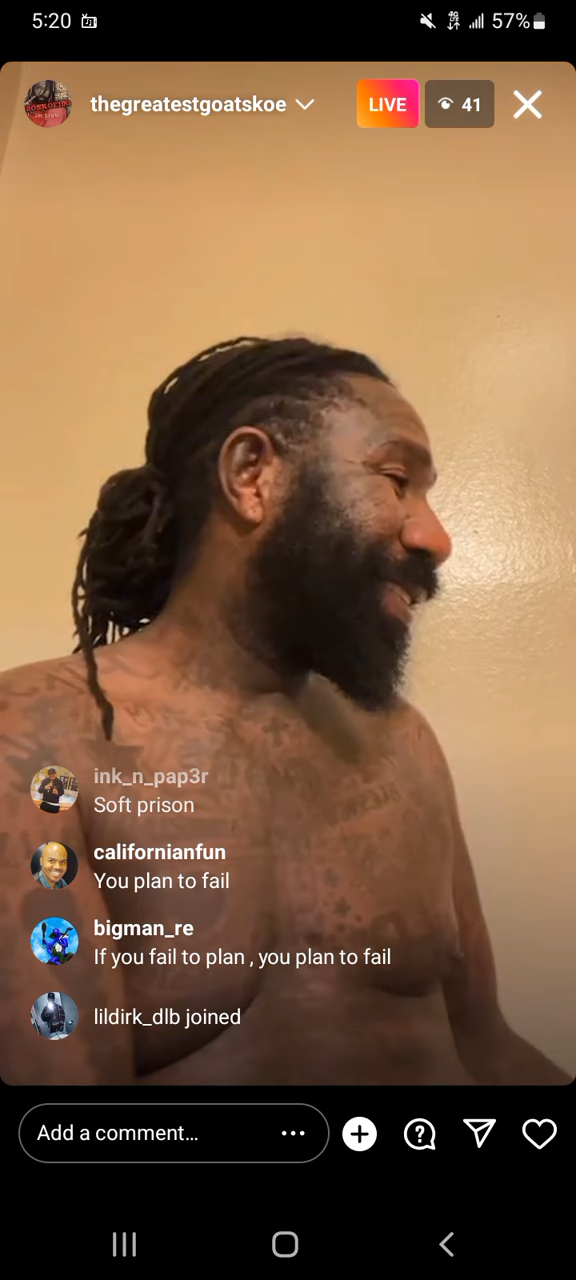 5:20
57%
thegreatestgoatskoe
LIVE
41
ink_n_pap3r
Soft prison
californianfun
You plan to fail
bigman_re
If you fail to plan , you plan to fail
lildirk_dlb joined
Add a comment...